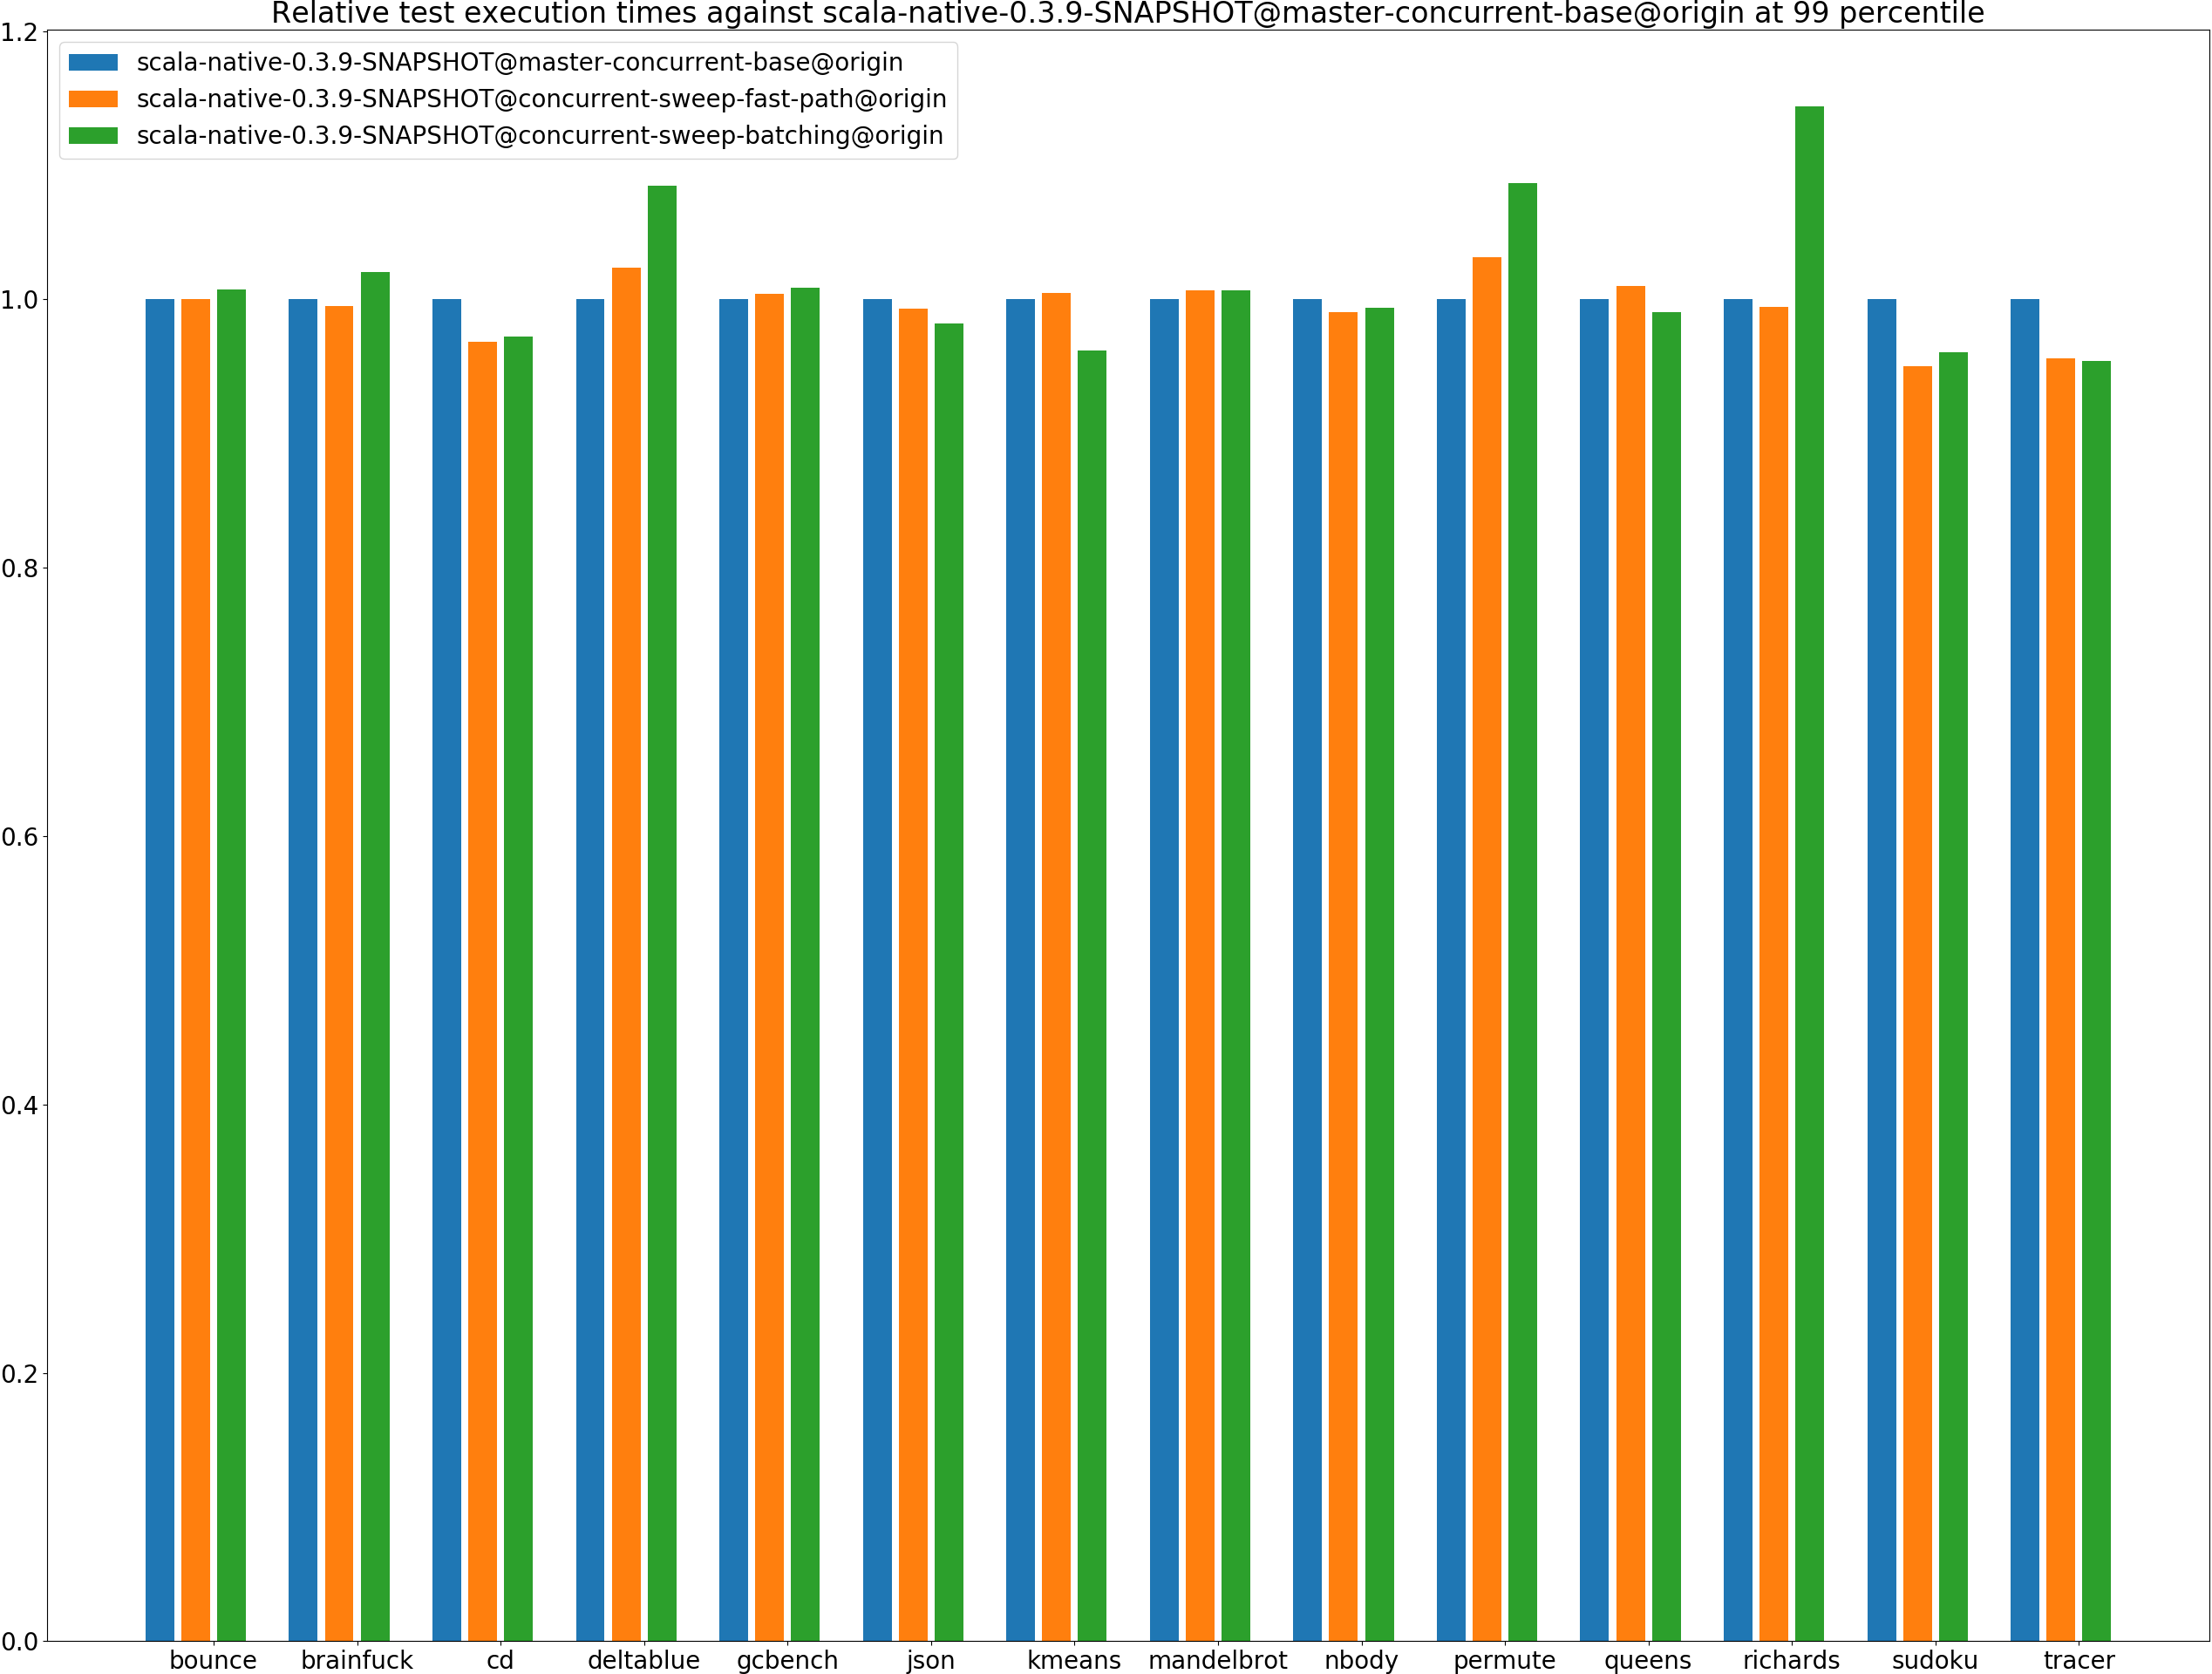 Relative test execution times against scala-native-0.3.9-SNAPSHOT@master-concurrent-base@origin at 99 percentile
1.2
scala-native-0.3.9-SNAPSHOT@master-concurrent-base@origin
scala-native-0.3.9-SNAPSHOT@concurrent-sweep-fast-path@origin
scala-native-0.3.9-SNAPSHOT@concurrent-sweep-batching@origin
1.0
0.8
0.6
0.4
0.2
0.0
bounce brainfuck cd deltablue gcbench json kmeans mandelbrot nbody permute queens richards sudoku tracer